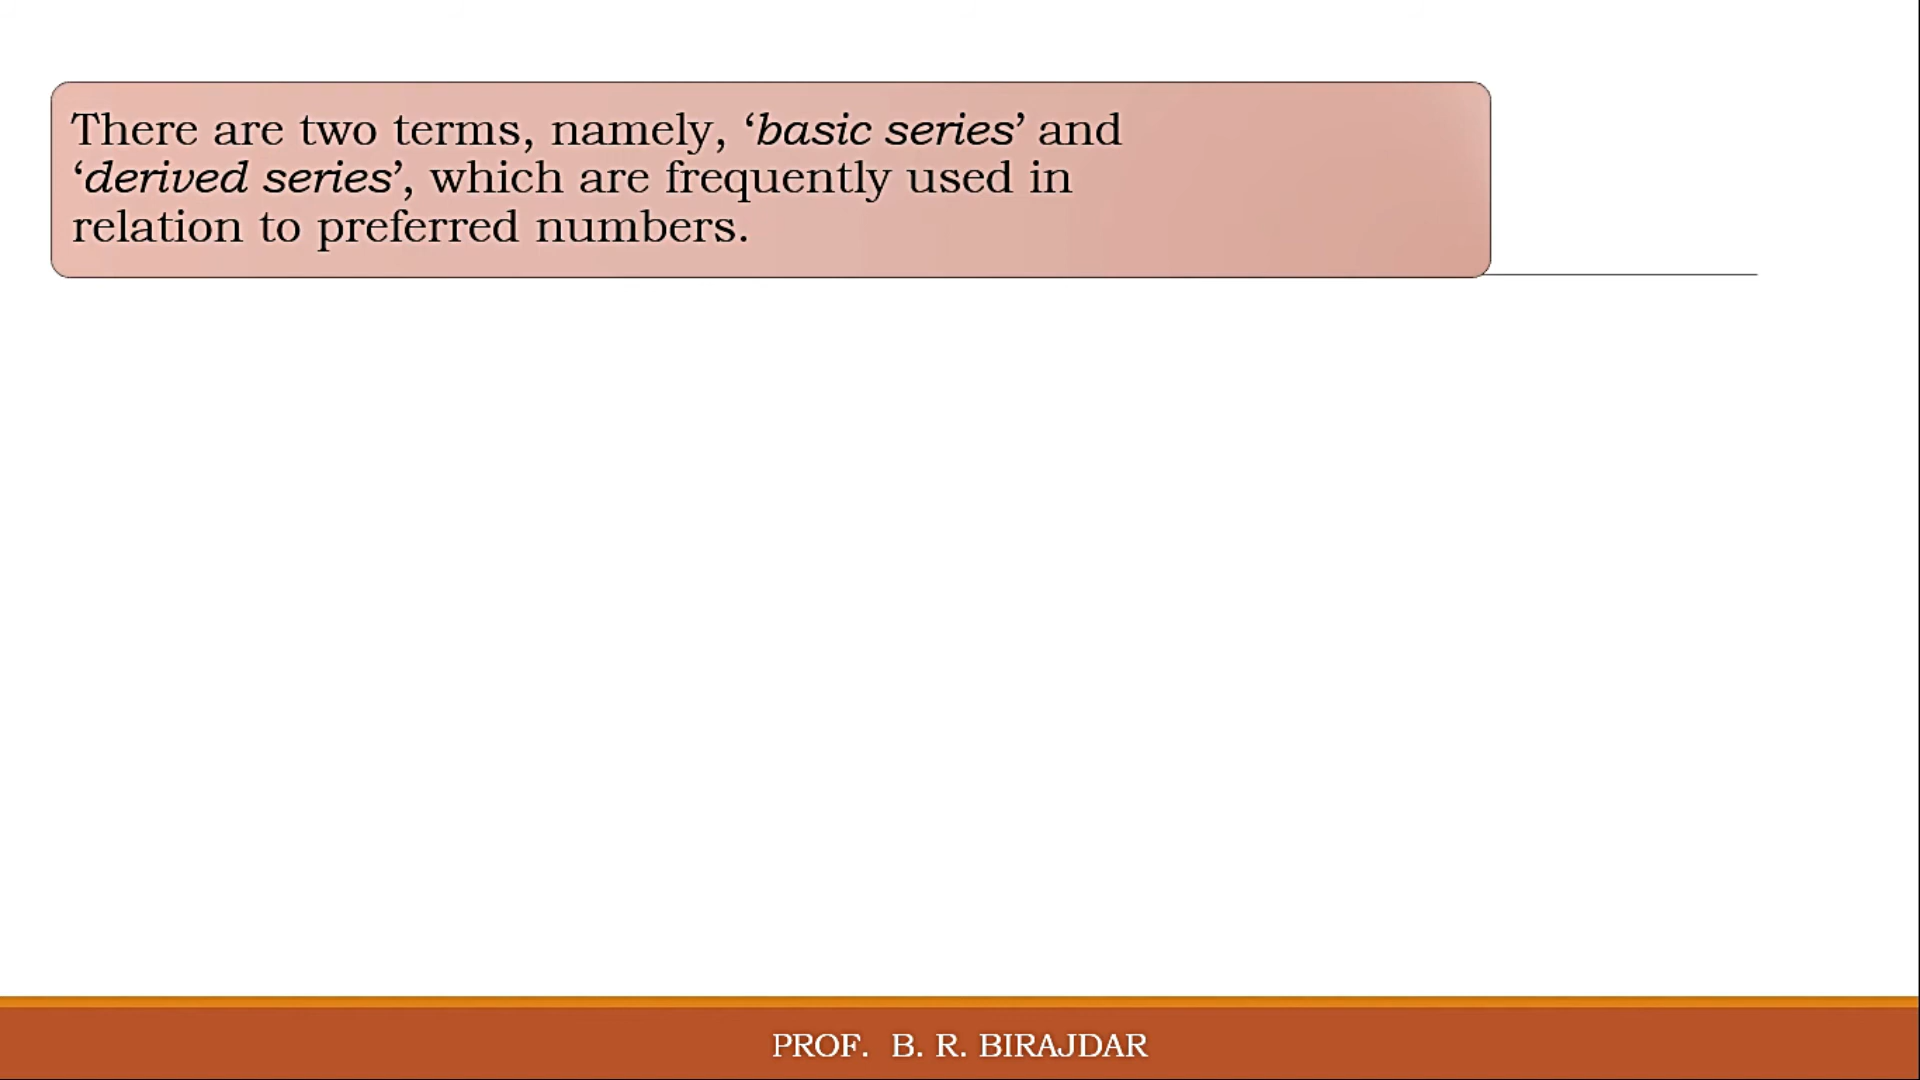 There are two terms, namely, ‘basic series’ and
‘derived series’, which are frequently used in
relation to preferred numbers.
PROF. B. R. BIRAJDAR